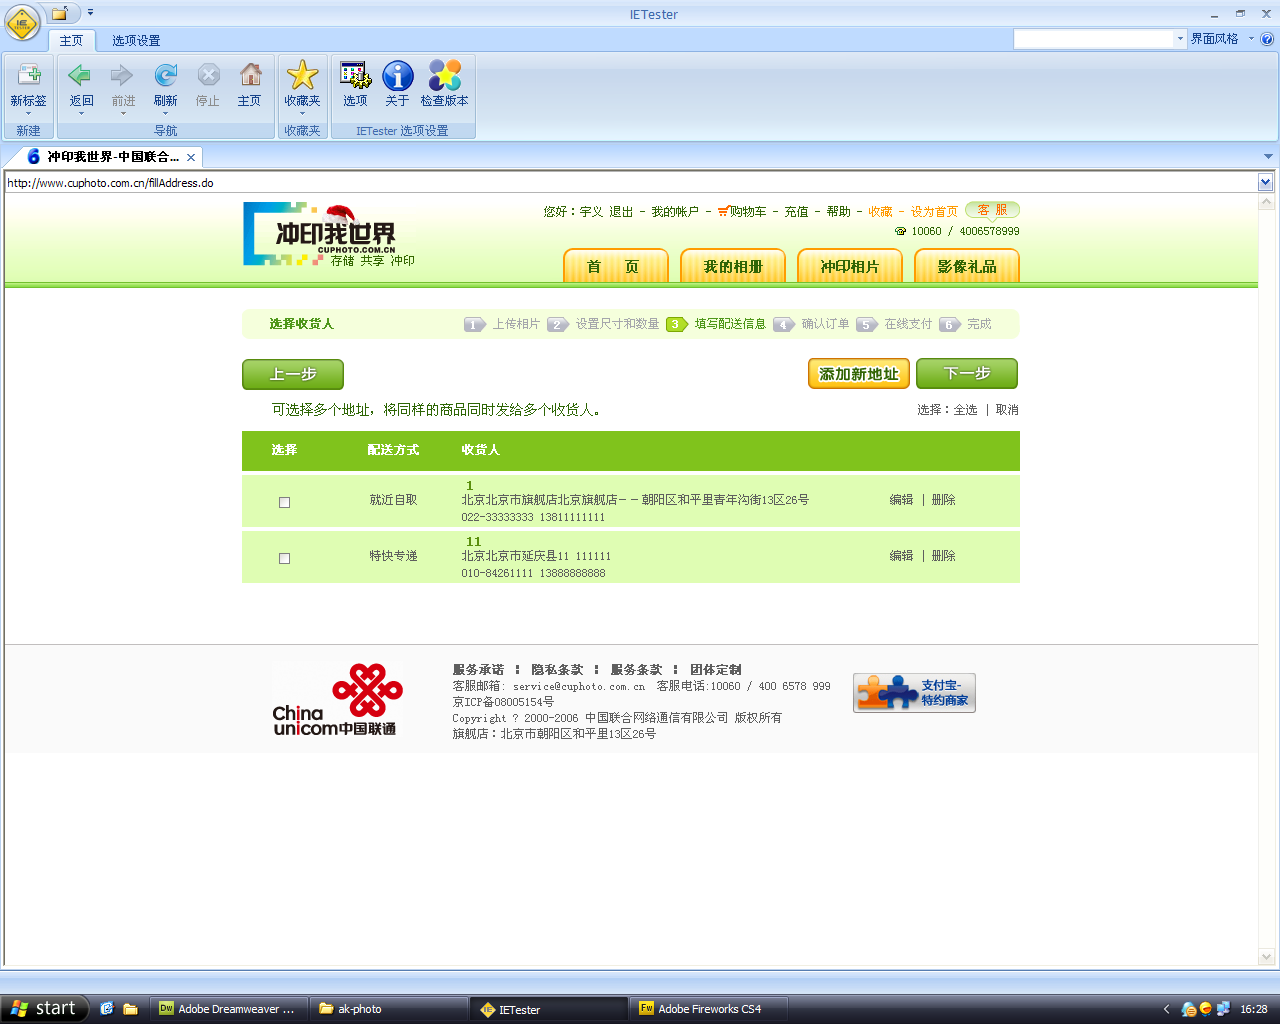 IETester
主页 选项设置 界面风格
新标签 返回 前进 刷新 停止 主页 收藏夹 选项 关于 检查版本
新建 导航 收藏夹 IETester 选项设置
6 冲印我世界-中国联合...
http://www.cuphoto.com.cn/fillAddress.do
冲印我世界
CUPHOTO.COM.CN
存储 共享 冲印
您好：宇义 退出 - 我的帐户 - 购物车 - 充值 - 帮助 - 收藏 - 设为首页 客 服
10060 / 4006578999
首 页 我的相册 冲印相片 影像礼品
选择收货人 1 上传相片 2 设置尺寸和数量 3 填写配送信息 4 确认订单 5 在线支付 6 完成
上一步 添加新地址 下一步
可选择多个地址，将同样的商品同时发给多个收货人。 选择：全选 | 取消
选择 配送方式 收货人
1
就近自取 北京北京市旗舰店北京旗舰店－－朝阳区和平里青年沟街13区26号 编辑 | 删除
022-33333333 13811111111
11
特快专递 北京北京市延庆县11 111111 编辑 | 删除
010-84261111 13888888888
China
unicom中国联通
服务承诺 ¦ 隐私条款 ¦ 服务条款 ¦ 团体定制
客服邮箱: service@cuphoto.com.cn 客服电话:10060 / 400 6578 999
京ICP备08005154号
Copyright ? 2000-2006 中国联合网络通信有限公司 版权所有
旗舰店：北京市朝阳区和平里13区26号
支付宝-
特约商家
start Adobe Dreamweaver ... ak-photo IETester Adobe Fireworks CS4 16:28